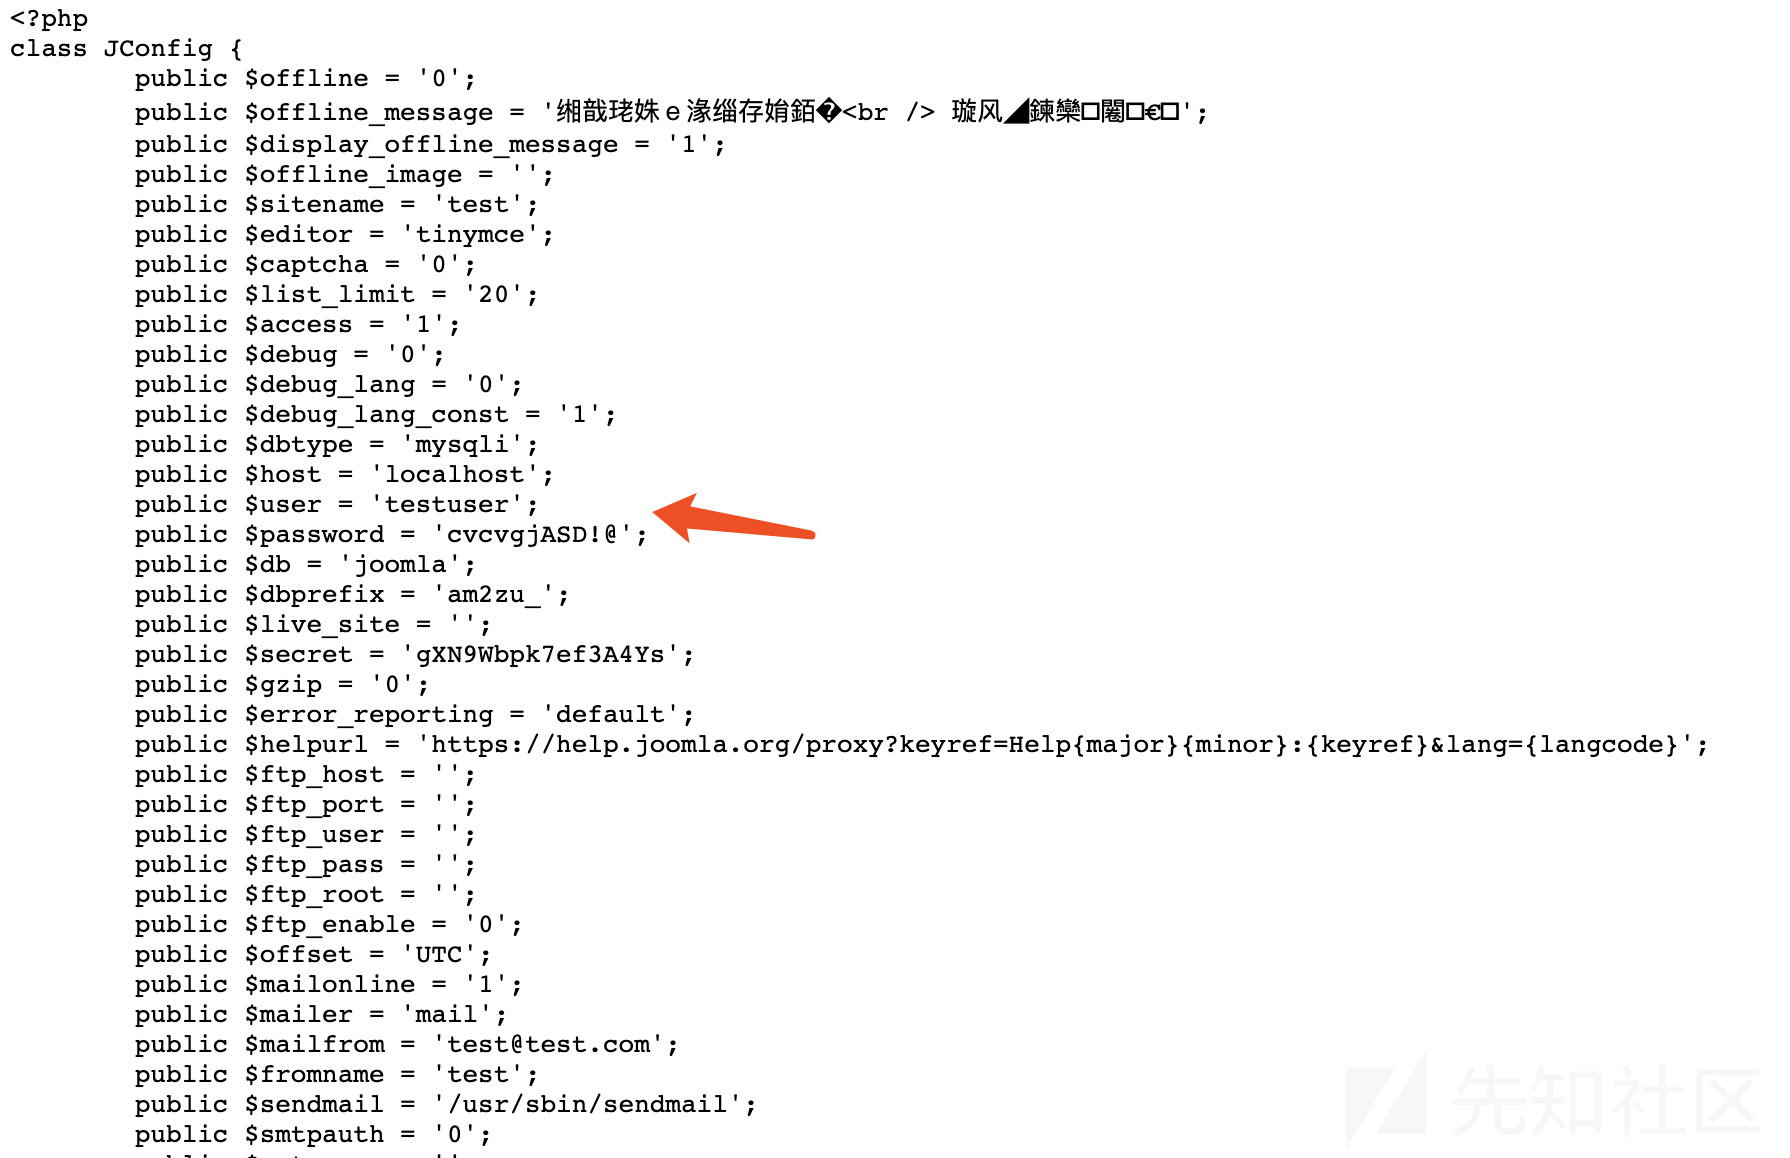 <?php
class JConfig {
public $offline = '0';
public $offline_message = '缃戠珯姝ｅ湪缁存姢銆�<br /> 璇风◢鍊欒□闂□€□';
public $display_offline_message = '1';
public $offline_image = '';
public $sitename = 'test';
public $editor = 'tinymce';
public $captcha = '0';
public $list_limit = '20';
public $access = '1';
public $debug = '0';
public $debug_lang = '0';
public $debug_lang_const = '1';
public $dbtype = 'mysqli';
public $host = 'localhost';
public $user = 'testuser';
public $password = 'cvcvgjASD!@';
public $db = 'joomla';
public $dbprefix = 'am2zu_';
public $live_site = '';
public $secret = 'gXN9Wbpk7ef3A4Ys';
public $gzip = '0';
public $error_reporting = 'default';
public $helpurl = 'https://help.joomla.org/proxy?keyref=Help{major}{minor}:{keyref}&lang={langcode}';
public $ftp_host = '';
public $ftp_port = '';
public $ftp_user = '';
public $ftp_pass = '';
public $ftp_root = '';
public $ftp_enable = '0';
public $offset = 'UTC';
public $mailonline = '1';
public $mailer = 'mail';
public $mailfrom = 'test@test.com';
public $fromname = 'test';
public $sendmail = '/usr/sbin/sendmail';
public $smtpauth = '0';
先知社区